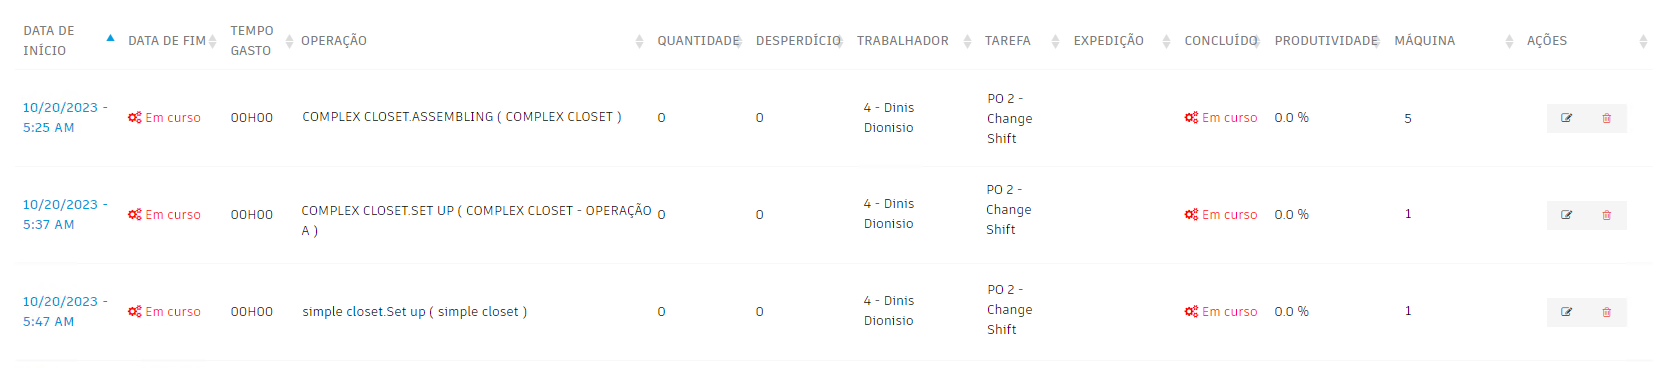 DATA DE INÍCIO DATA DE FIM TEMPO GASTO OPERAÇÃO QUANTIDADE DESPERDÍCIO TRABALHADOR TAREFA EXPEDIÇÃO CONCLUÍDO PRODUTIVIDADE MÁQUINA AÇÕES
10/20/2023 - 5:25 AM Em curso 00H00 COMPLEX CLOSET.ASSEMBLING ( COMPLEX CLOSET ) 0 0 4 - Dinis Dionisio PO 2 - Change Shift Em curso 0.0 % 5
10/20/2023 - 5:37 AM Em curso 00H00 COMPLEX CLOSET.SET UP ( COMPLEX CLOSET - OPERAÇÃO A ) 0 0 4 - Dinis Dionisio PO 2 - Change Shift Em curso 0.0 % 1
10/20/2023 - 5:47 AM Em curso 00H00 simple closet.Set up ( simple closet ) 0 0 4 - Dinis Dionisio PO 2 - Change Shift Em curso 0.0 % 1